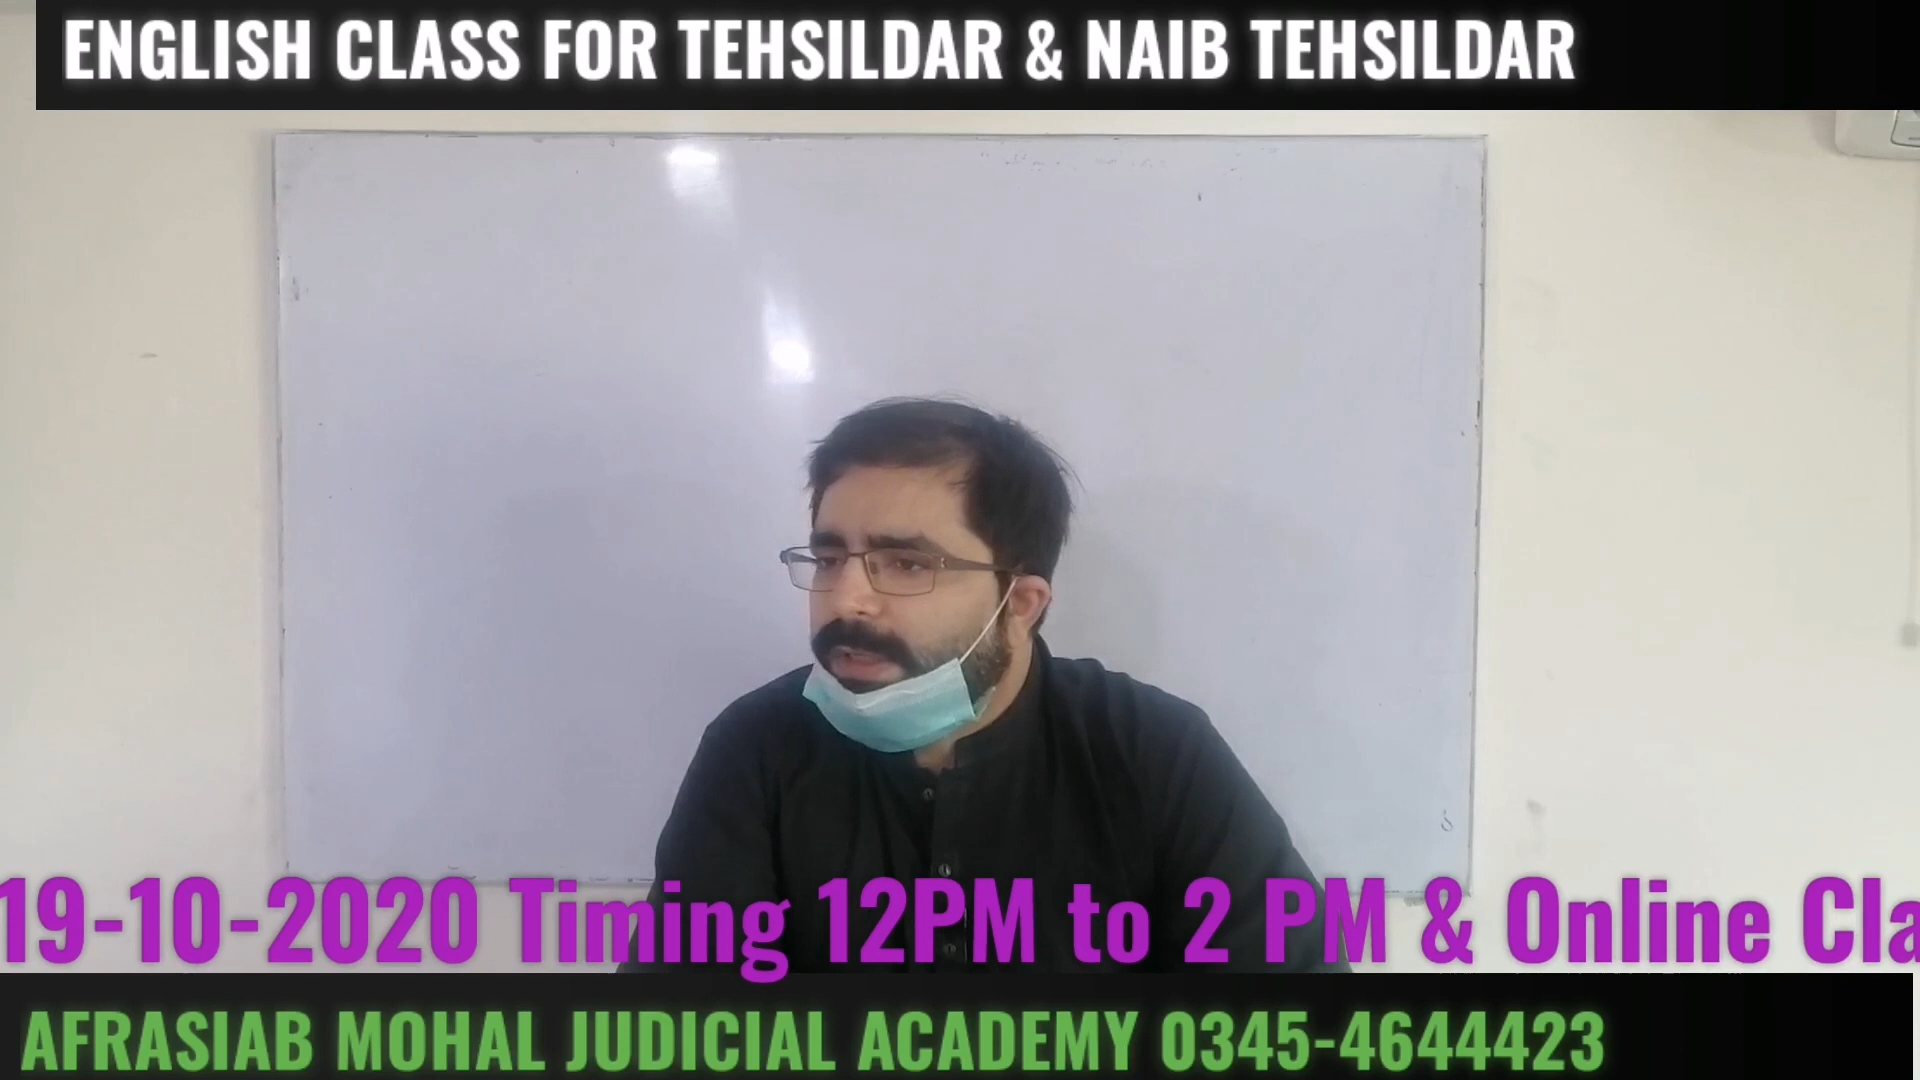 ENGLISH CLASS FOR TEHSILDAR & NAIB TEHSILDAR
19-10-2020 Timing 12PM to 2 PM & Online Cla
AFRASIAB MOHAL JUDICIAL ACADEMY 0345-4644423